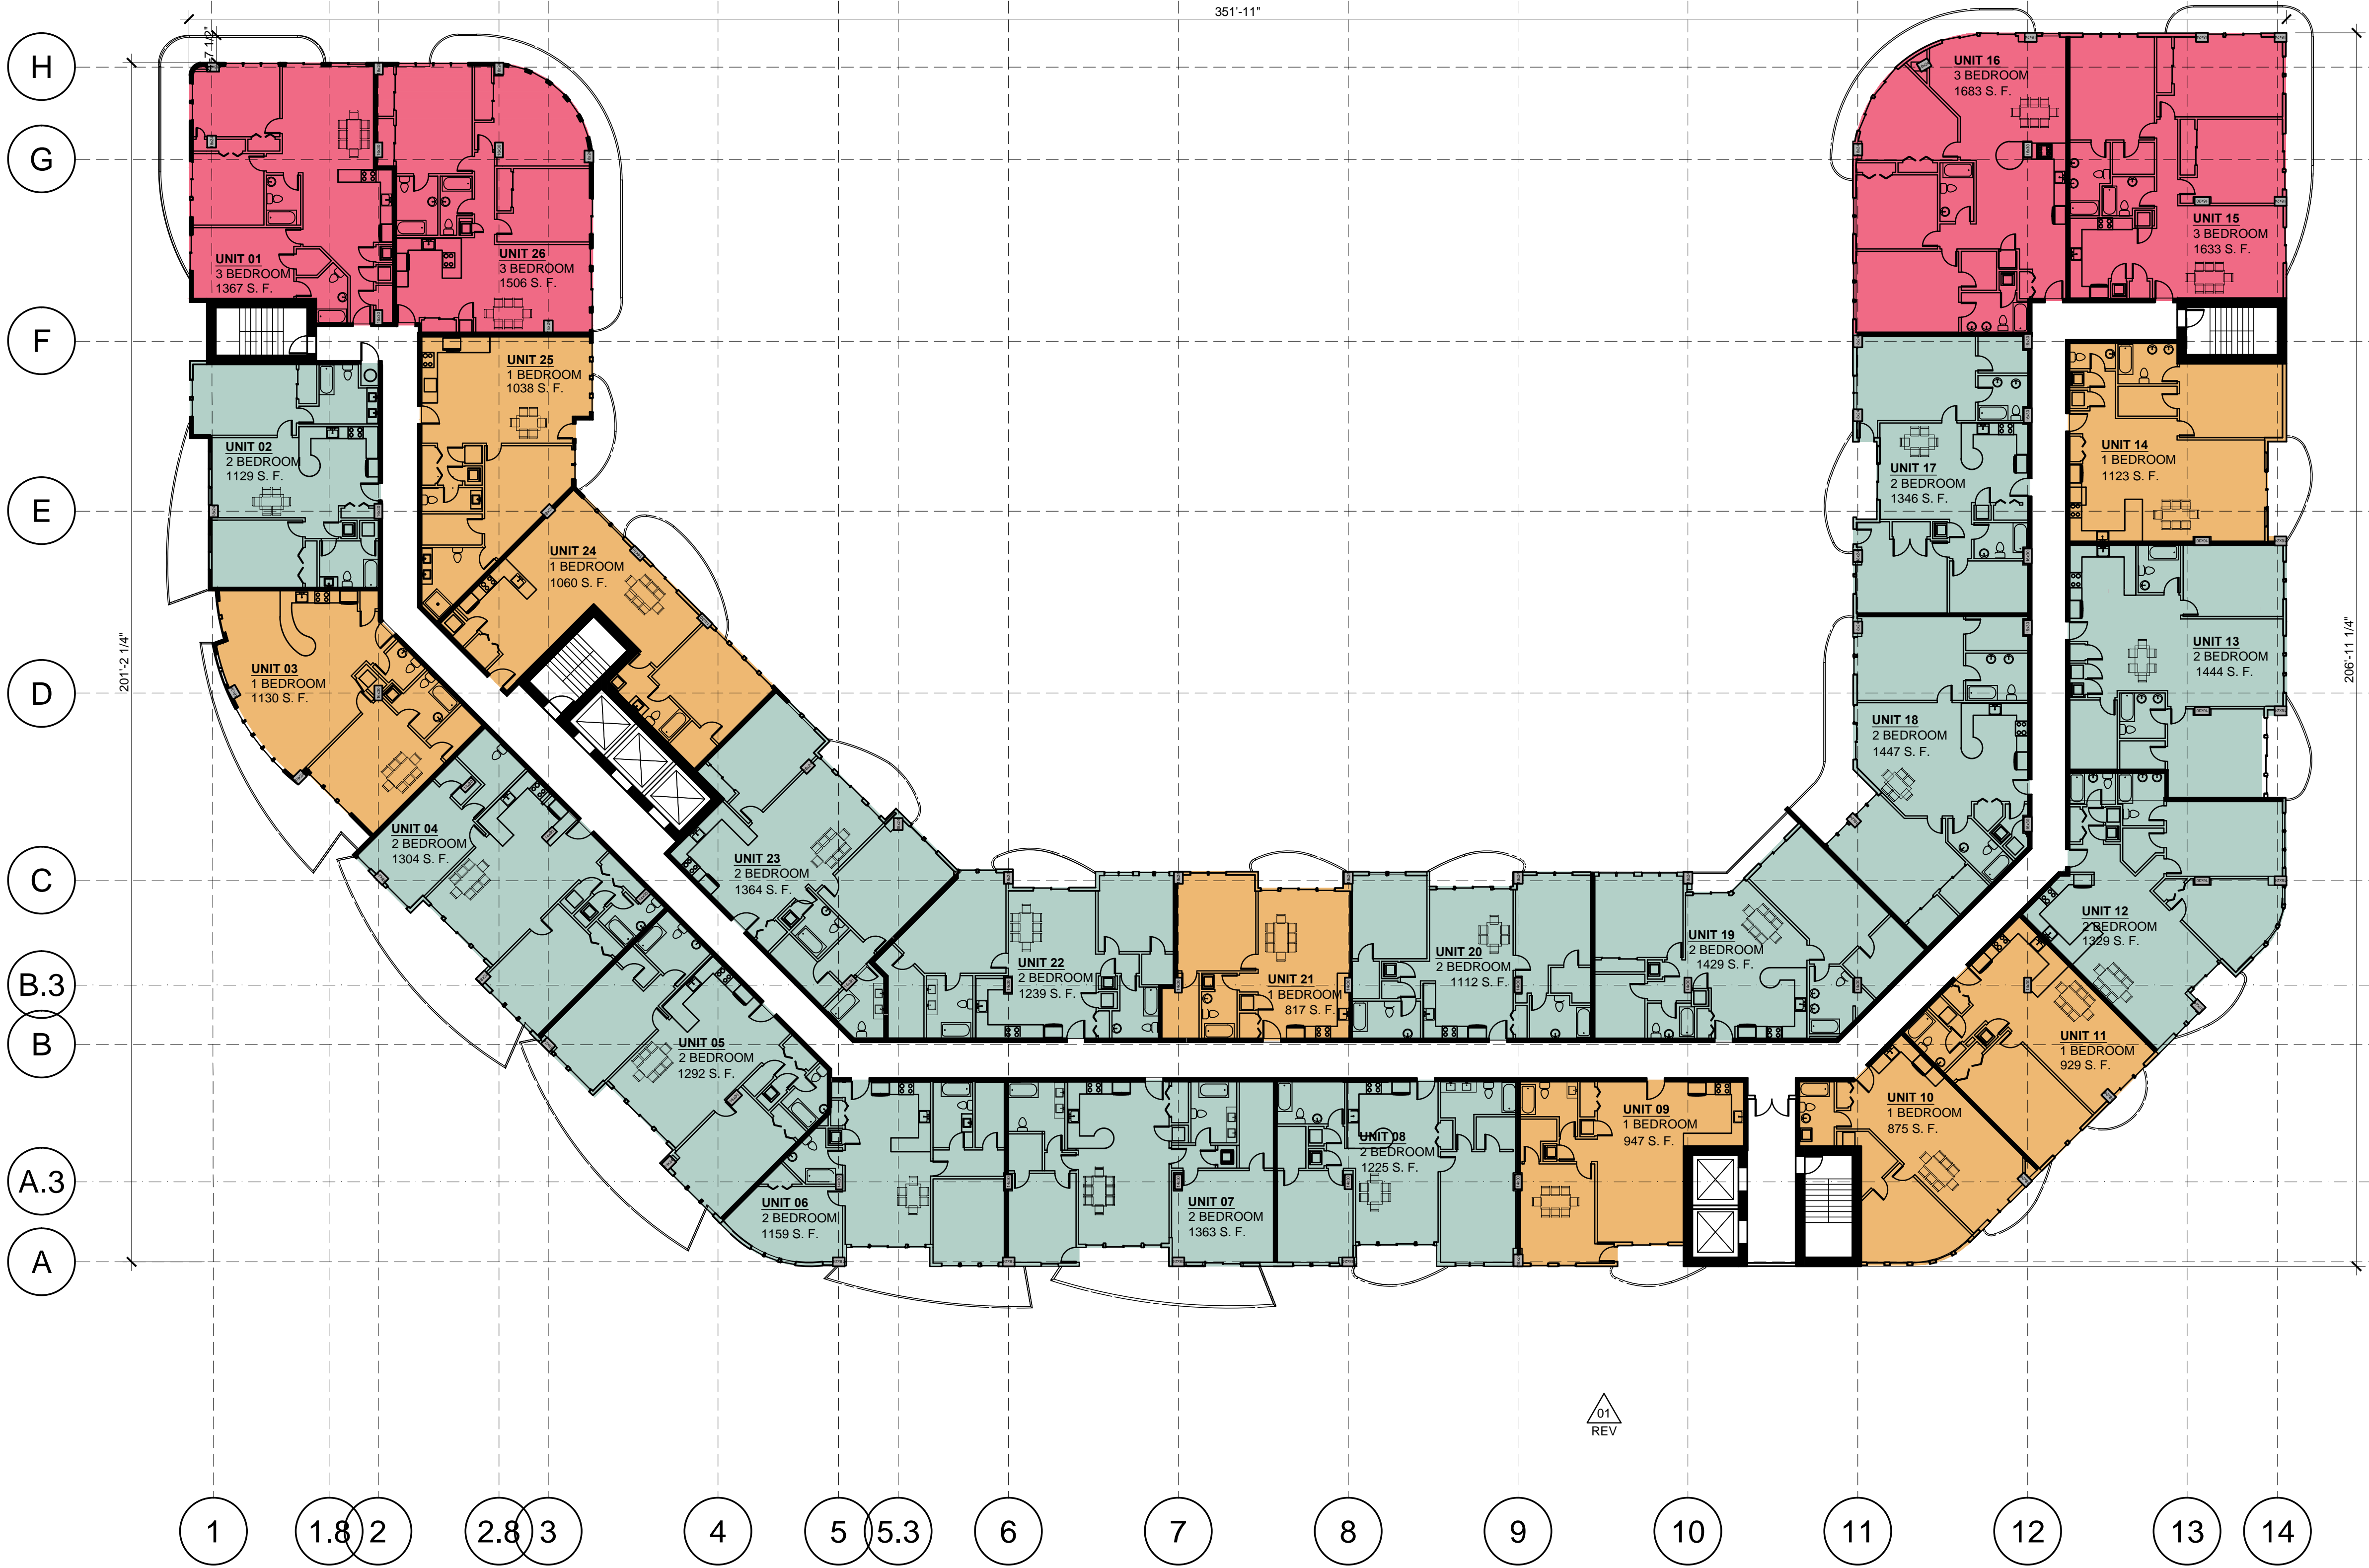 351'-11"
7 1/2"
H
G
F
E
D
C
B.3
B
A.3
A
201'-2 1/4"
206'-11 1/4"
UNIT 01
3 BEDROOM
1367 S. F.
UNIT 26
3 BEDROOM
1506 S. F.
UNIT 16
3 BEDROOM
1683 S. F.
UNIT 15
3 BEDROOM
1633 S. F.
UNIT 25
1 BEDROOM
1038 S. F.
UNIT 02
2 BEDROOM
1129 S. F.
UNIT 17
2 BEDROOM
1346 S. F.
UNIT 14
1 BEDROOM
1123 S. F.
UNIT 24
1 BEDROOM
1060 S. F.
UNIT 03
1 BEDROOM
1130 S. F.
UNIT 13
2 BEDROOM
1444 S. F.
UNIT 18
2 BEDROOM
1447 S. F.
UNIT 04
2 BEDROOM
1304 S. F.
UNIT 23
2 BEDROOM
1364 S. F.
UNIT 12
2 BEDROOM
1329 S. F.
UNIT 22
2 BEDROOM
1239 S. F.
UNIT 21
1 BEDROOM
817 S. F.
UNIT 20
2 BEDROOM
1112 S. F.
UNIT 19
2 BEDROOM
1429 S. F.
UNIT 05
2 BEDROOM
1292 S. F.
UNIT 11
1 BEDROOM
929 S. F.
UNIT 10
1 BEDROOM
875 S. F.
UNIT 09
1 BEDROOM
947 S. F.
UNIT 08
2 BEDROOM
1225 S. F.
UNIT 07
2 BEDROOM
1363 S. F.
UNIT 06
2 BEDROOM
1159 S. F.
01
REV
1
1.8
2
2.8
3
4
5
5.3
6
7
8
9
10
11
12
13
14